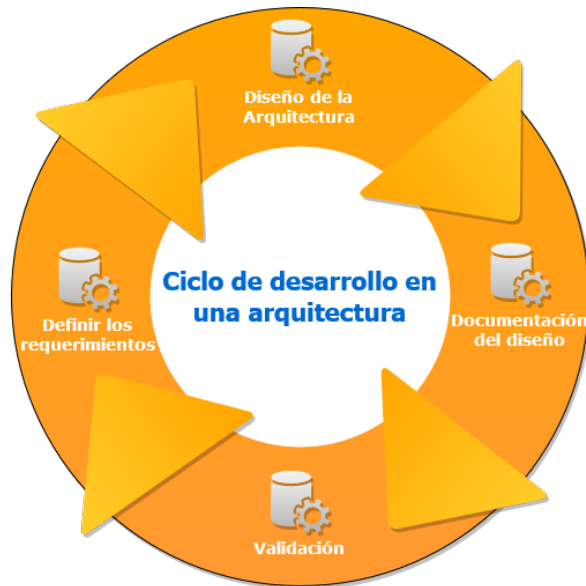 Diseño de la
Arquitectura
Ciclo de desarrollo en
una arquitectura
Definir los
requerimientos
Documentación
del diseño
Validación